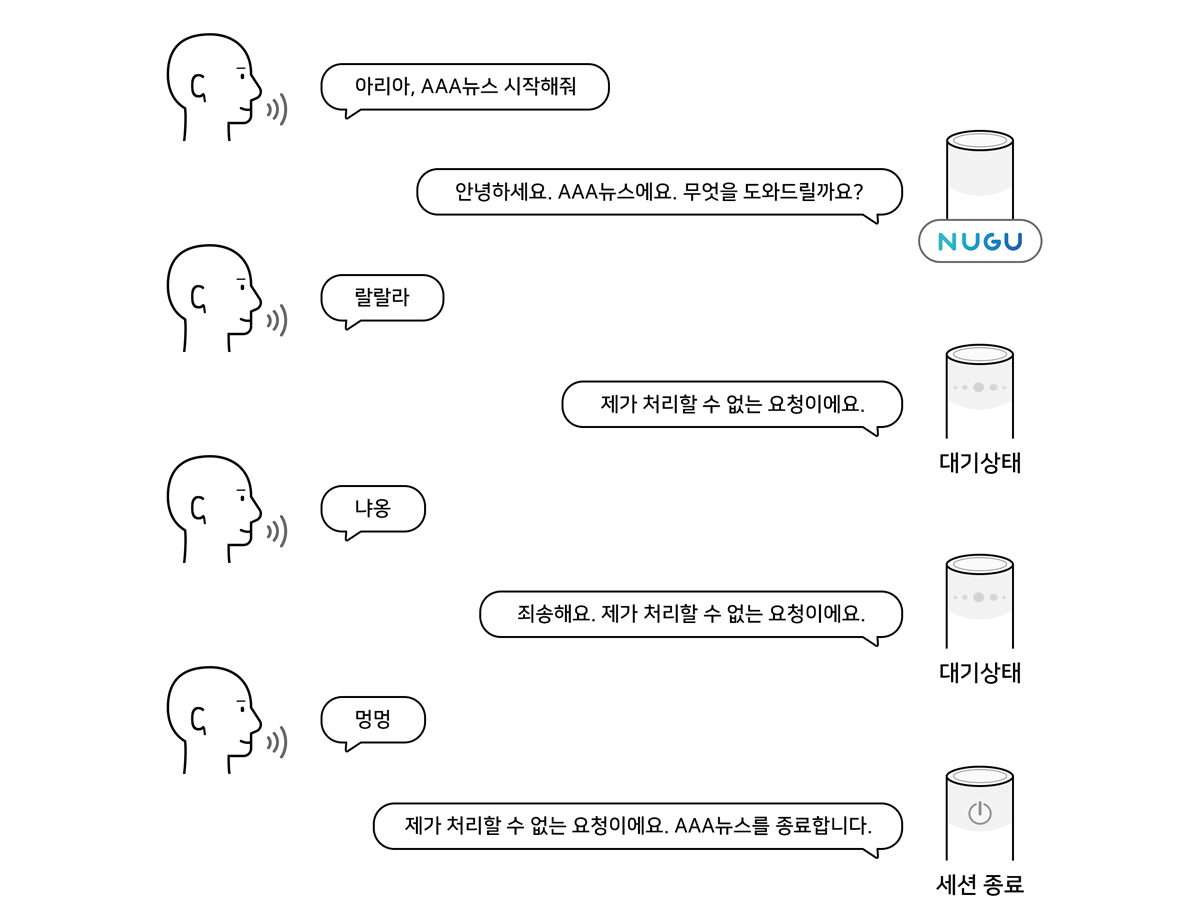 아리아, AAA뉴스 시작해줘
안녕하세요. AAA뉴스에요. 무엇을 도와드릴까요?
NUGU
랄랄라
제가 처리할 수 없는 요청이에요.
대기상태
냐옹
죄송해요. 제가 처리할 수 없는 요청이에요.
대기상태
멍멍
제가 처리할 수 없는 요청이에요. AAA뉴스를 종료합니다.
세션 종료